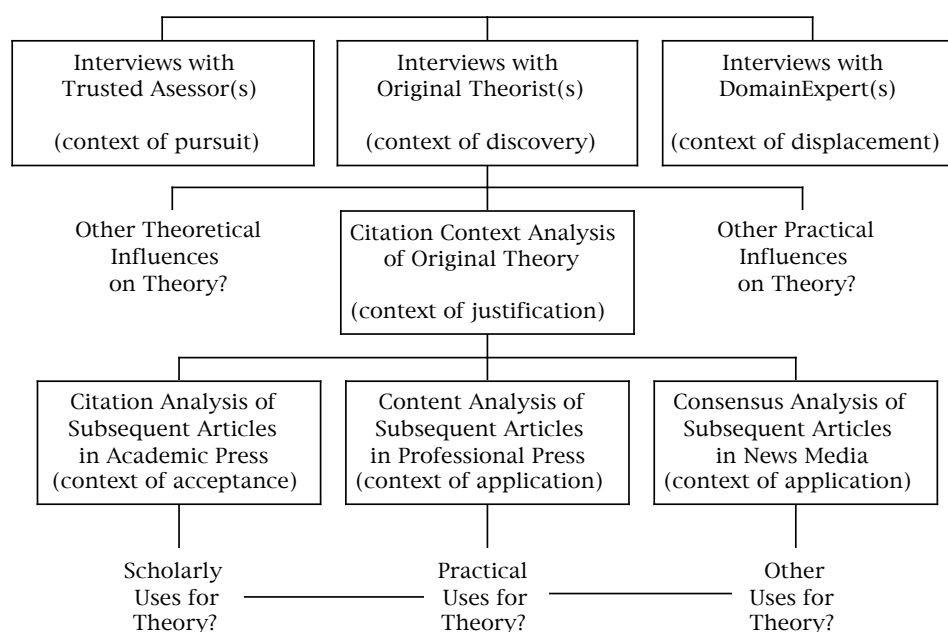 Interviews with
Trusted Asessor(s)
(context of pursuit)
Interviews with
Original Theorist(s)
(context of discovery)
Interviews with
DomainExpert(s)
(context of displacement)
Other Theoretical
Influences
on Theory?
Citation Context Analysis
of Original Theory
(context of justification)
Other Practical
Influences
on Theory?
Citation Analysis of
Subsequent Articles
in Academic Press
(context of acceptance)
Content Analysis of
Subsequent Articles
in Professional Press
(context of application)
Consensus Analysis of
Subsequent Articles
in News Media
(context of application)
Scholarly
Uses for
Theory?
Practical
Uses for
Theory?
Other
Uses for
Theory?